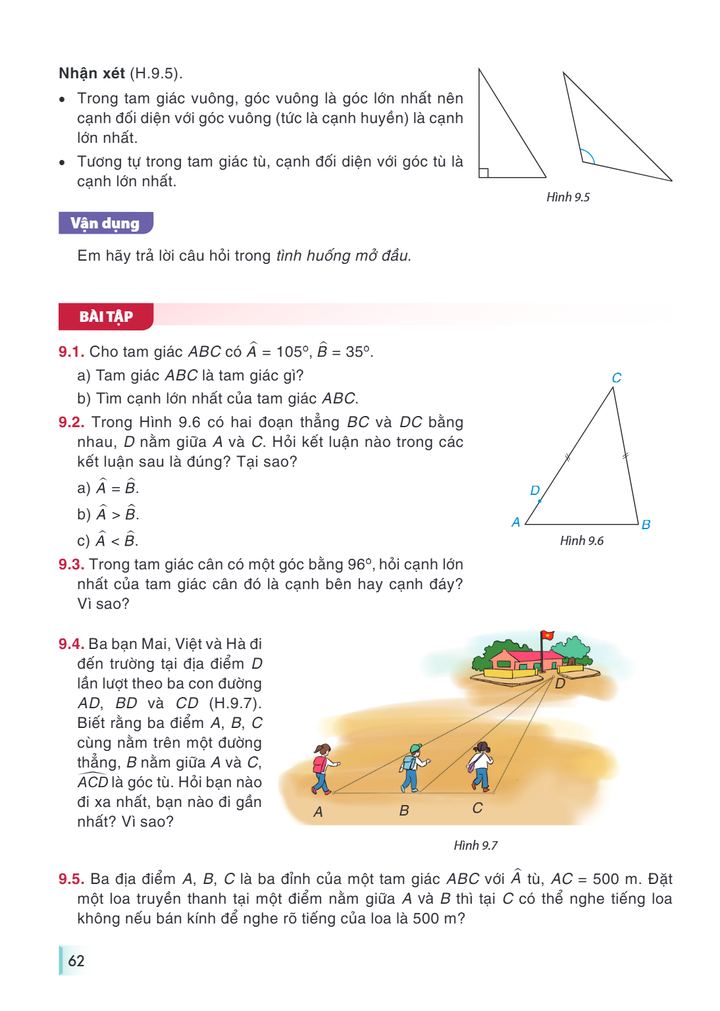 Nhận xét (H.9.5).
• Trong tam giác vuông, góc vuông là góc lớn nhất nên
cạnh đối diện với góc vuông (tức là cạnh huyền) là cạnh
lớn nhất.
• Tương tự trong tam giác tù, cạnh đối diện với góc tù là
cạnh lớn nhất.
Hình 9.5
Vận dụng
Em hãy trả lời câu hỏi trong tình huống mở đầu.
BÀI TẬP
9.1. Cho tam giác ABC có Â = 105º, B̂ = 35º.
a) Tam giác ABC là tam giác gì?
b) Tìm cạnh lớn nhất của tam giác ABC.
9.2. Trong Hình 9.6 có hai đoạn thẳng BC và DC bằng
nhau, D nằm giữa A và C. Hỏi kết luận nào trong các
kết luận sau là đúng? Tại sao?
a) Â = B̂.
b) Â > B̂.
c) Â < B̂.
C
D
A
B
Hình 9.6
9.3. Trong tam giác cân có một góc bằng 96º, hỏi cạnh lớn
nhất của tam giác cân đó là cạnh bên hay cạnh đáy?
Vì sao?
9.4. Ba bạn Mai, Việt và Hà đi
đến trường tại địa điểm D
lần lượt theo ba con đường
AD, BD và CD (H.9.7).
Biết rằng ba điểm A, B, C
cùng nằm trên một đường
thẳng, B nằm giữa A và C,
ACD là góc tù. Hỏi bạn nào
đi xa nhất, bạn nào đi gần
nhất? Vì sao?
D
A
B
C
Hình 9.7
9.5. Ba địa điểm A, B, C là ba đỉnh của một tam giác ABC với Â tù, AC = 500 m. Đặt
một loa truyền thanh tại một điểm nằm giữa A và B thì tại C có thể nghe tiếng loa
không nếu bán kính để nghe rõ tiếng của loa là 500 m?
62